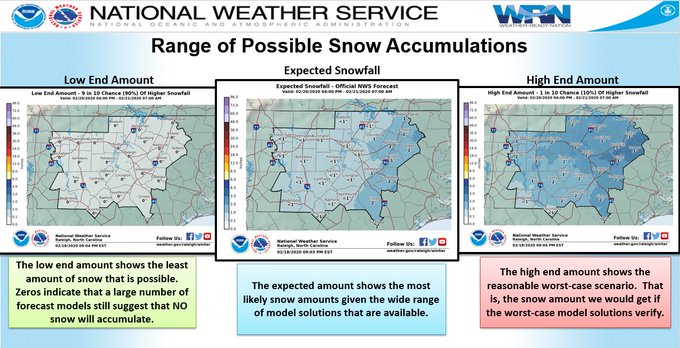 NATIONAL WEATHER SERVICE
NATIONAL OCEANIC AND ATMOSPHERIC ADMINISTRATION
WRN
WEATHER-READY NATION
Range of Possible Snow Accumulations
Low End Amount
Expected Snowfall
High End Amount
Low End Amount - 9 in 10 Chance (90%) Of Higher Snowfall
Valid: 02/20/2020 04:00 PM - 02/21/2020 07:00 AM
National Weather Service
Raleigh, North Carolina
02/18/2020 09:04 PM EST
Follow Us:
weather.gov/raleigh/winter
Expected Snowfall - Official NWS Forecast
Valid: 02/20/2020 04:00 PM - 02/21/2020 07:00 AM
National Weather Service
Raleigh, North Carolina
02/18/2020 09:03 PM EST
Follow Us:
weather.gov/raleigh/winter
High End Amount - 1 in 10 Chance (10%) Of Higher Snowfall
Valid: 02/20/2020 04:00 PM - 02/21/2020 07:00 AM
National Weather Service
Raleigh, North Carolina
02/18/2020 09:04 PM EST
Follow Us:
weather.gov/raleigh/winter
The low end amount shows the least
amount of snow that is possible.
Zeros indicate that a large number of
forecast models still suggest that NO
snow will accumulate.
The expected amount shows the most
likely snow amounts given the wide range
of model solutions that are available.
The high end amount shows the
reasonable worst-case scenario. That
is, the snow amount we would get if
the worst-case model solutions verify.